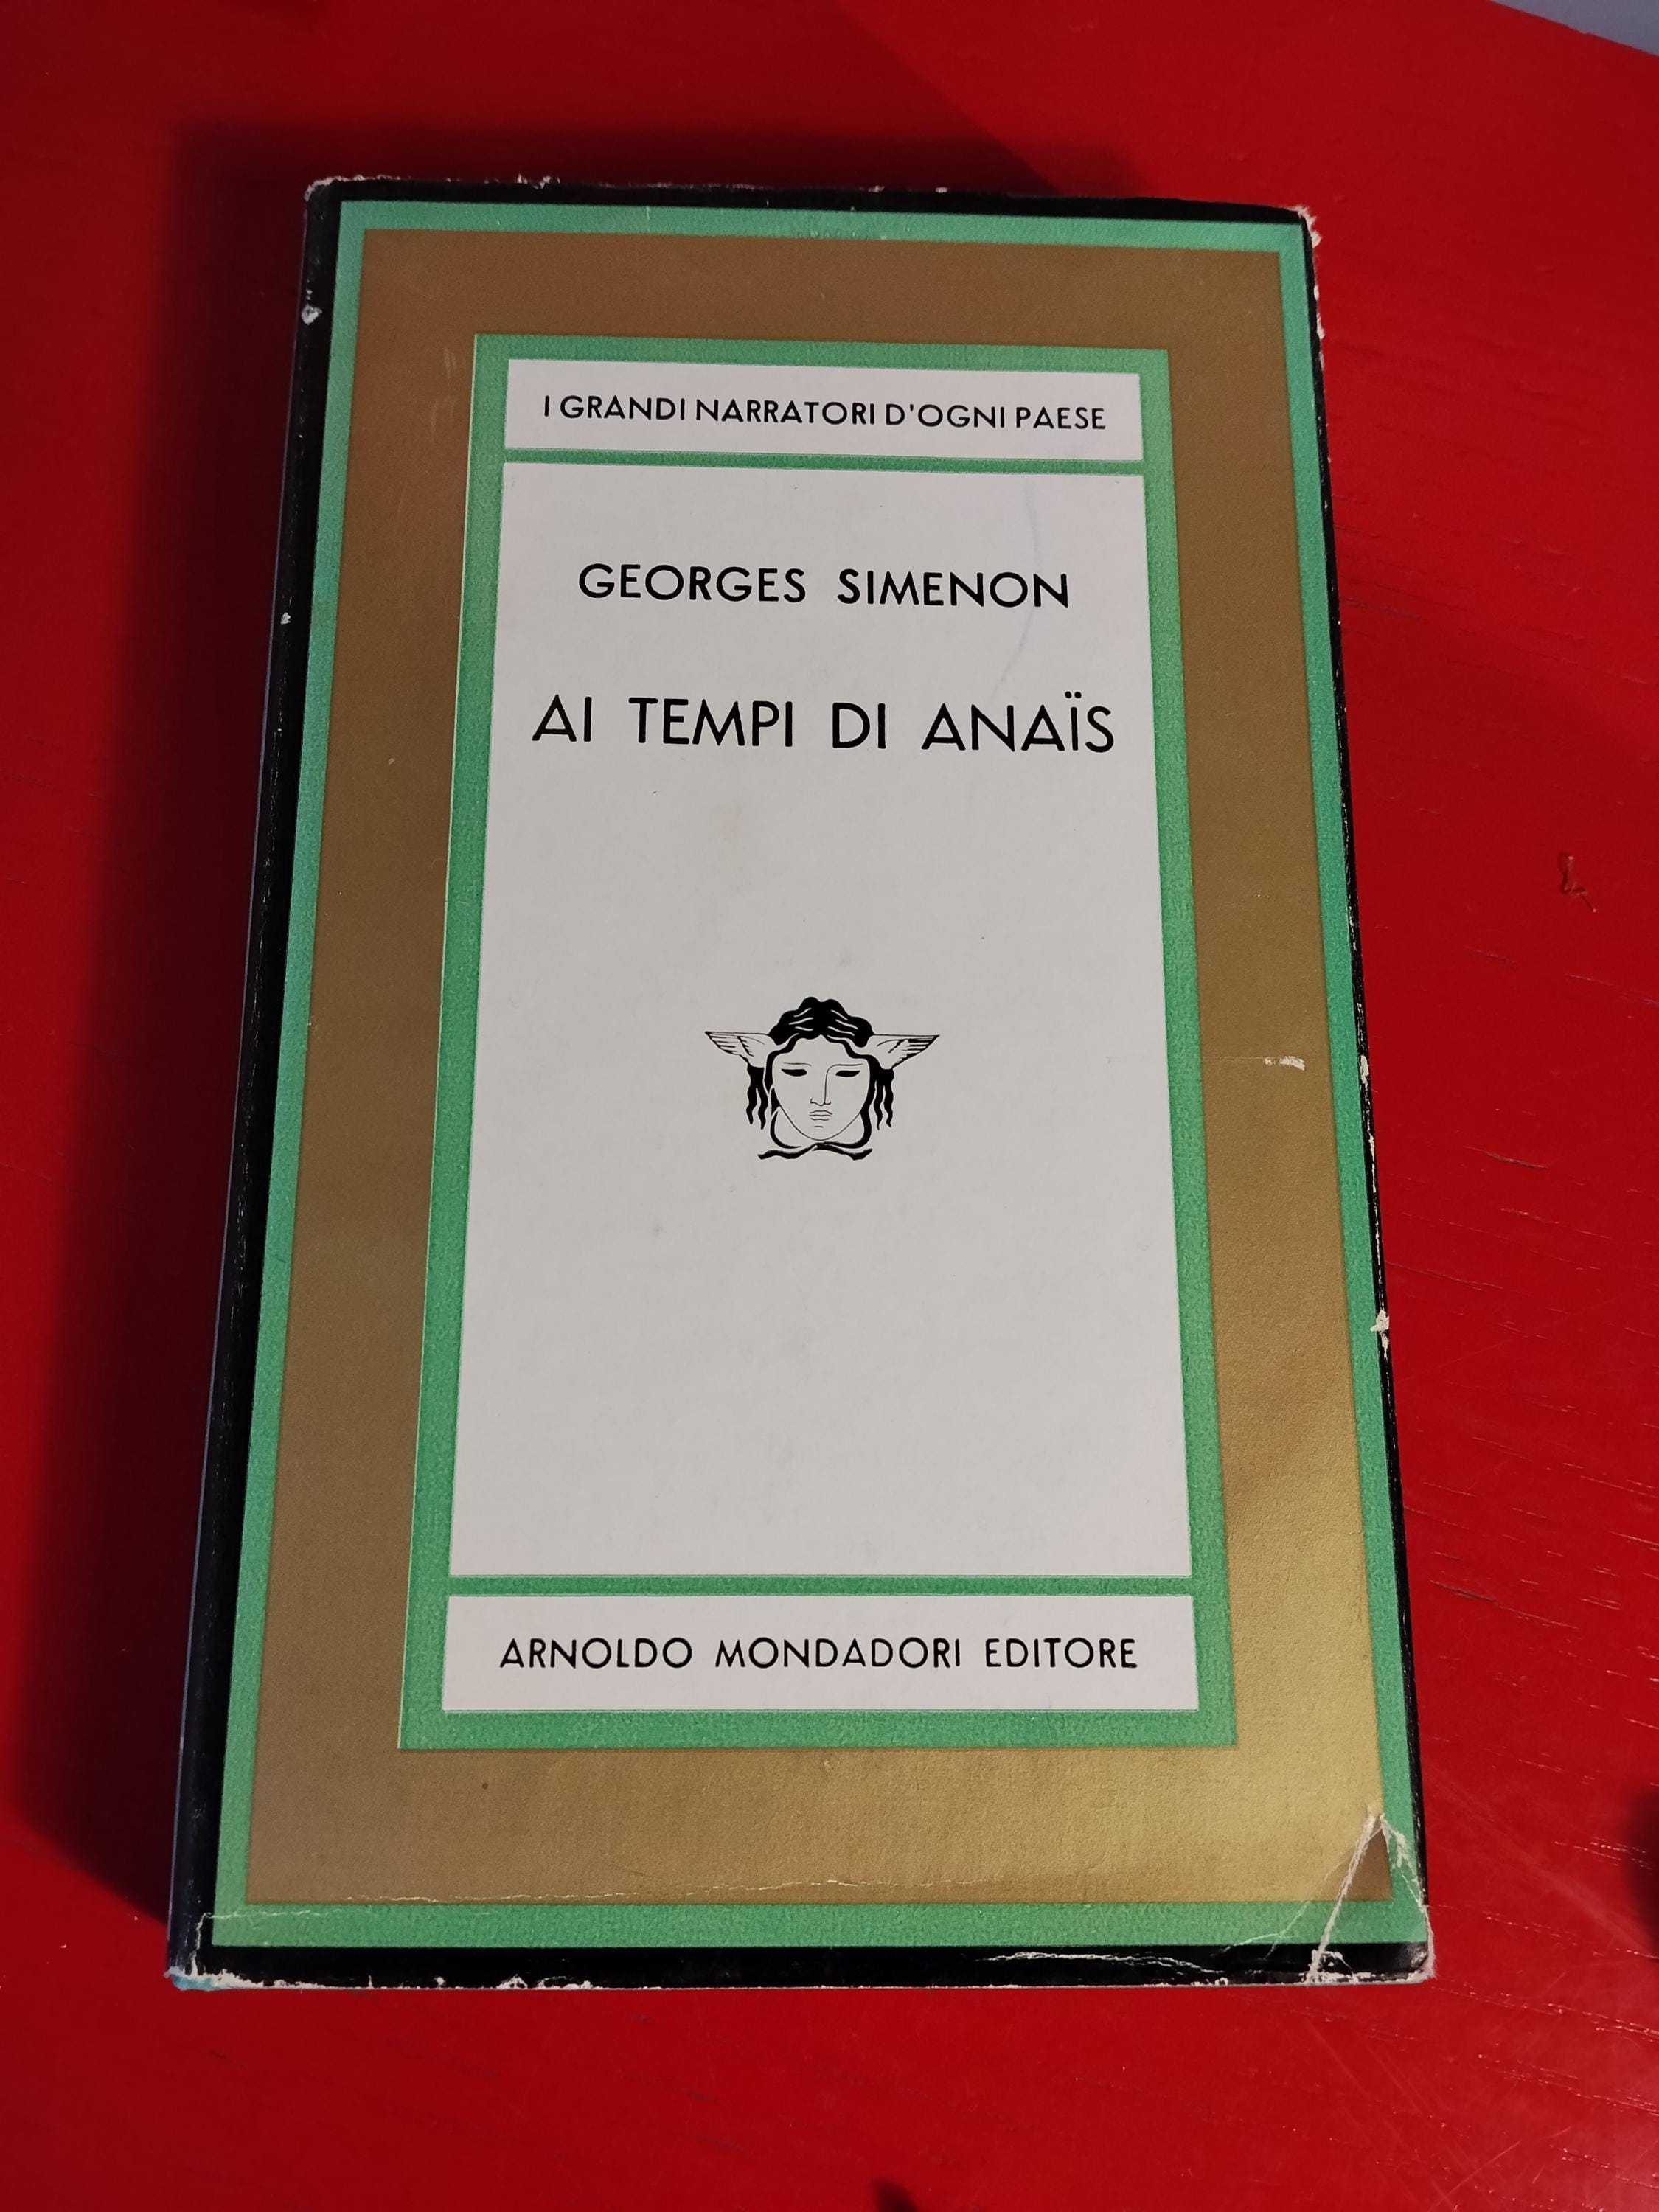 I GRANDI NARRATORI D'OGNI PAESE
GEORGES SIMENON
AI TEMPI DI ANAÏS
ARNOLDO MONDADORI EDITORE